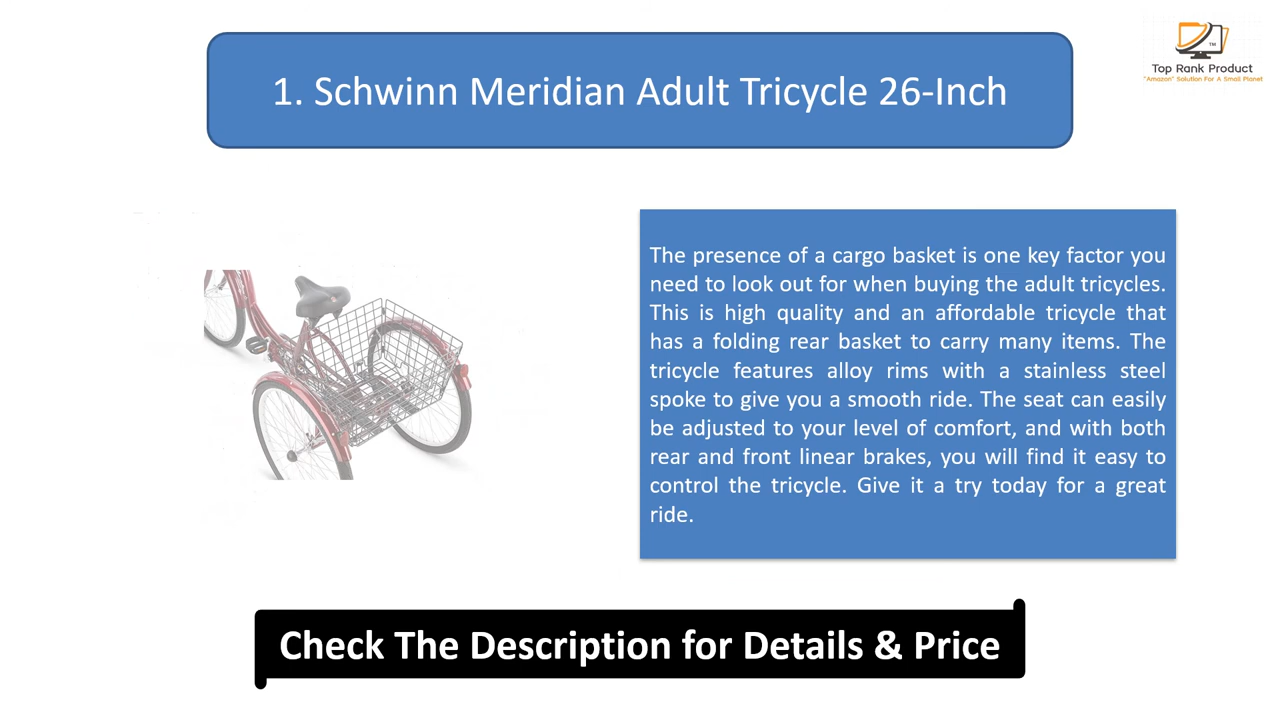 1. Schwinn Meridian Adult Tricycle 26-Inch
TM
Top Rank Product
"Amazon" Solution For A Small Planet
The presence of a cargo basket is one key factor you
need to look out for when buying the adult tricycles.
This is high quality and an affordable tricycle that
has a folding rear basket to carry many items. The
tricycle features alloy rims with a stainless steel
spoke to give you a smooth ride. The seat can easily
be adjusted to your level of comfort, and with both
rear and front linear brakes, you will find it easy to
control the tricycle. Give it a try today for a great
ride.
Check The Description for Details & Price